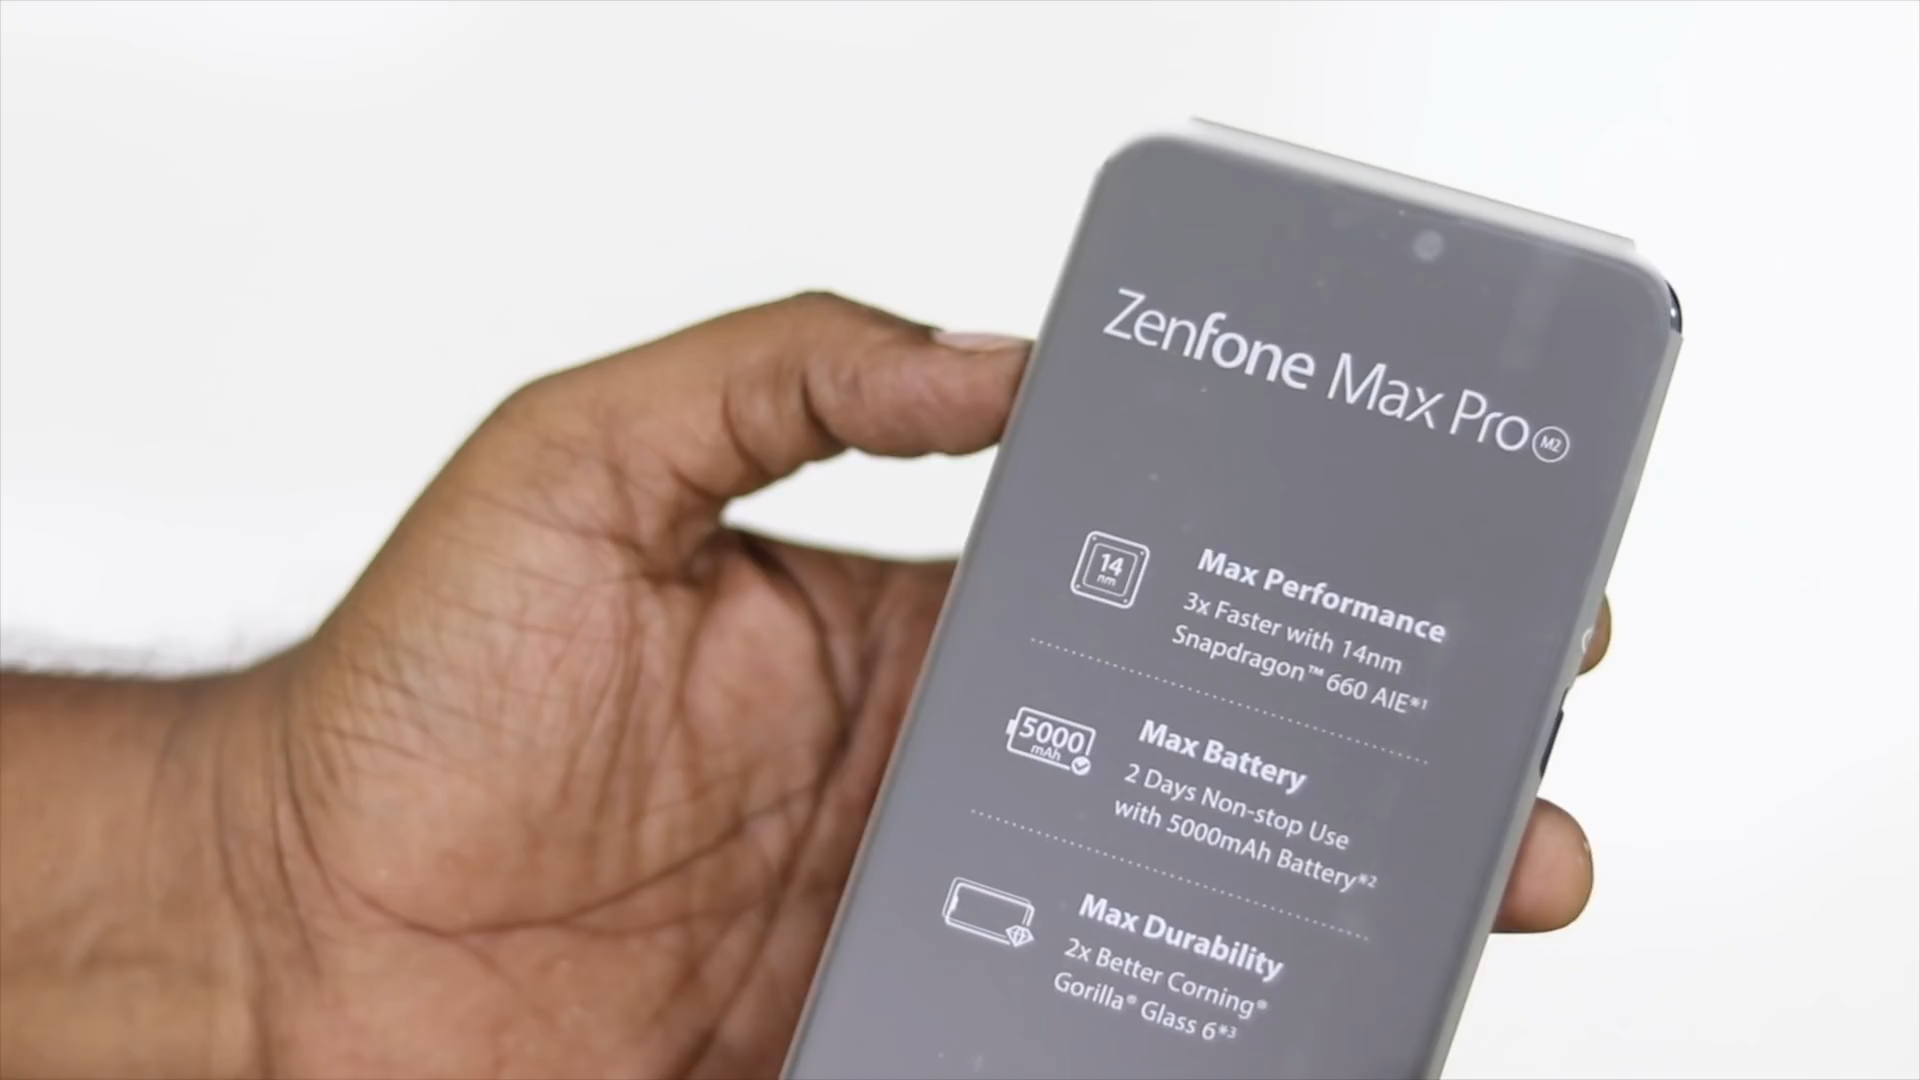 Zenfone Max Pro M2
14
nm
Max Performance
3x Faster with 14nm
Snapdragon™ 660 AIE※1
5000
mAh
Max Battery
2 Days Non-stop Use
with 5000mAh Battery※2
Max Durability
2x Better Corning®
Gorilla® Glass 6※3